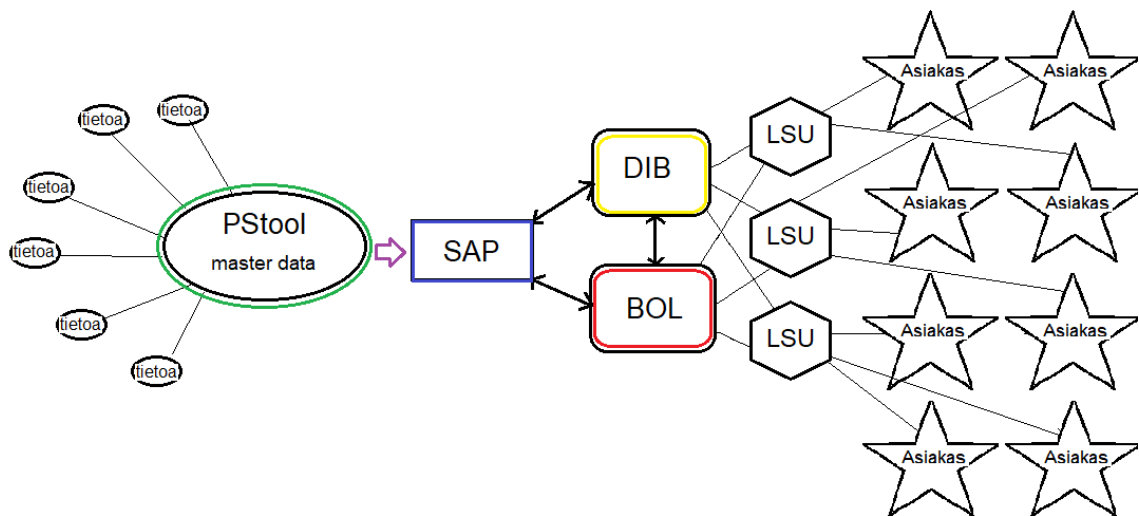 tietoa
tietoa
tietoa
tietoa
tietoa
tietoa
PStool
master data
SAP
DIB
BOL
LSU
LSU
LSU
Asiakas
Asiakas
Asiakas
Asiakas
Asiakas
Asiakas
Asiakas
Asiakas